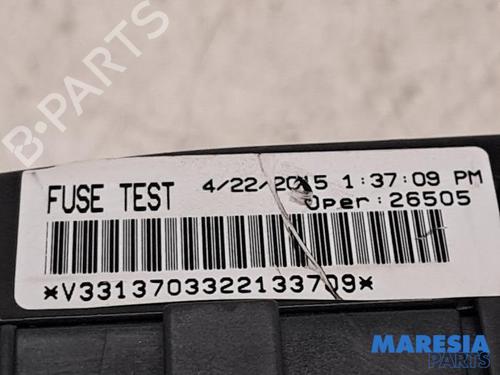 B-PARTS
FUSE TEST 4/22/2015 1:37:09 PM
Oper:26505
*V3313703322133709*
MARESIA
PARTS